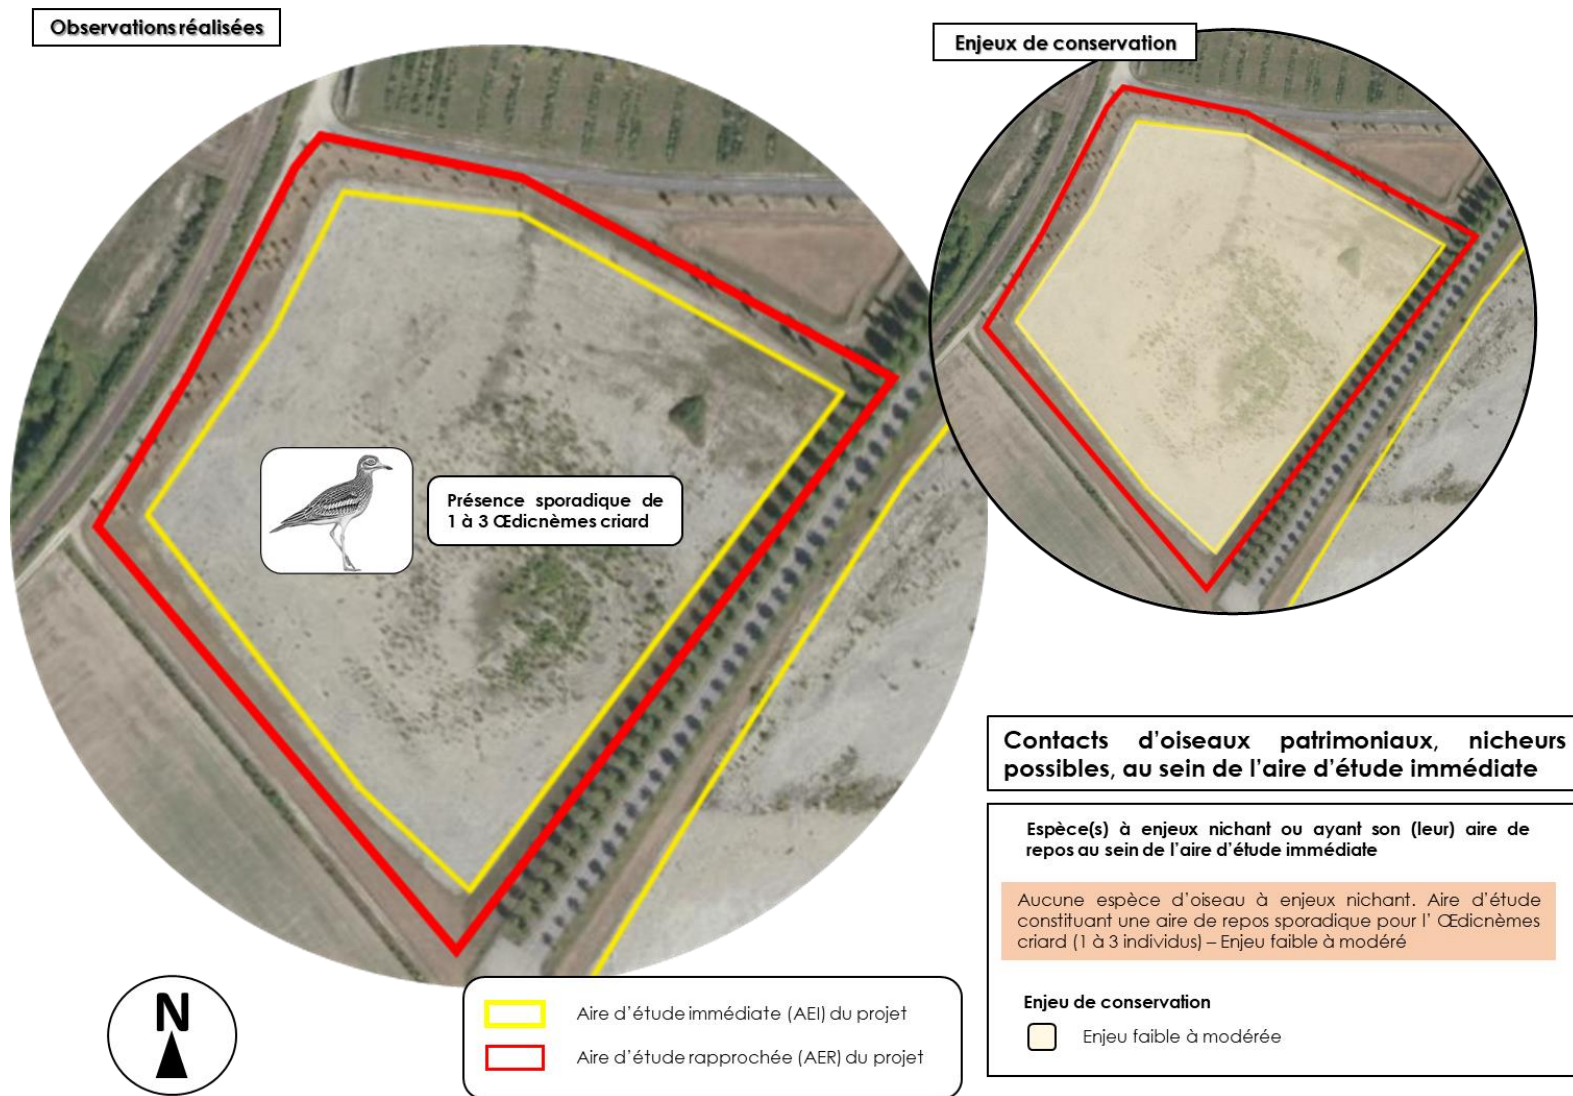 Observations réalisées
Enjeux de conservation
Présence sporadique de
1 à 3 Œdicnèmes criard
Contacts d'oiseaux patrimoniaux, nicheurs
possibles, au sein de l'aire d'étude immédiate
Espèce(s) à enjeux nichant ou ayant son (leur) aire de
repos au sein de l'aire d'étude immédiate
Aucune espèce d'oiseau à enjeux nichant. Aire d'étude
constituant une aire de repos sporadique pour l' Œdicnèmes
criard (1 à 3 individus) – Enjeu faible à modéré
Enjeu de conservation
Enjeu faible à modérée
N
Aire d'étude immédiate (AEI) du projet
Aire d'étude rapprochée (AER) du projet